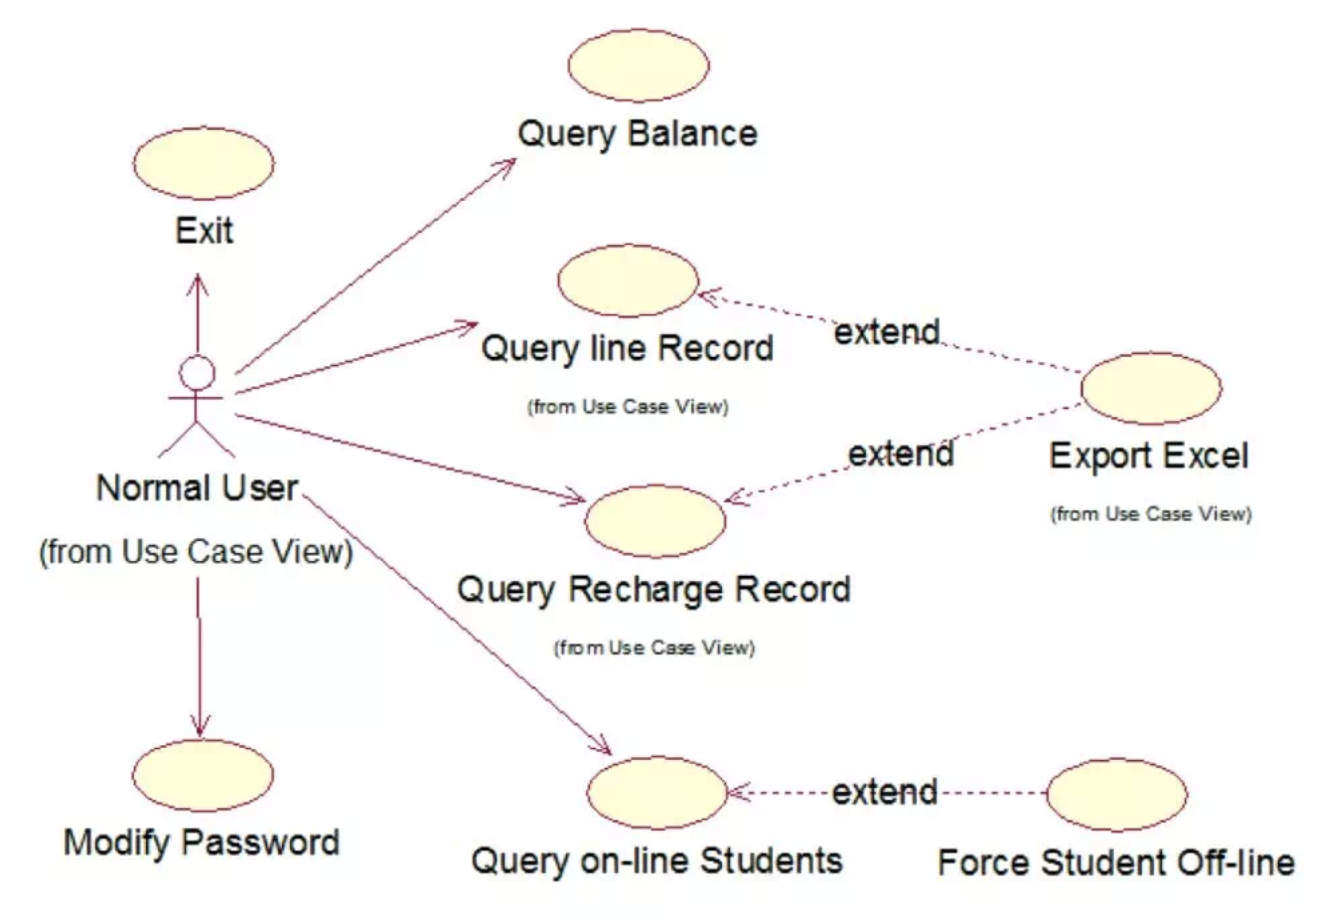 Query Balance
Exit
Query line Record
(from Use Case View)
extend
extend
Export Excel
(from Use Case View)
Normal User
(from Use Case View)
Query Recharge Record
(from Use Case View)
Modify Password
extend
Query on-line Students
Force Student Off-line